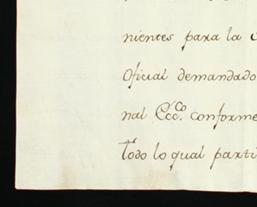 nientes para la
Oficial demandado
nal Ecc.co conforme
todo lo qual parti